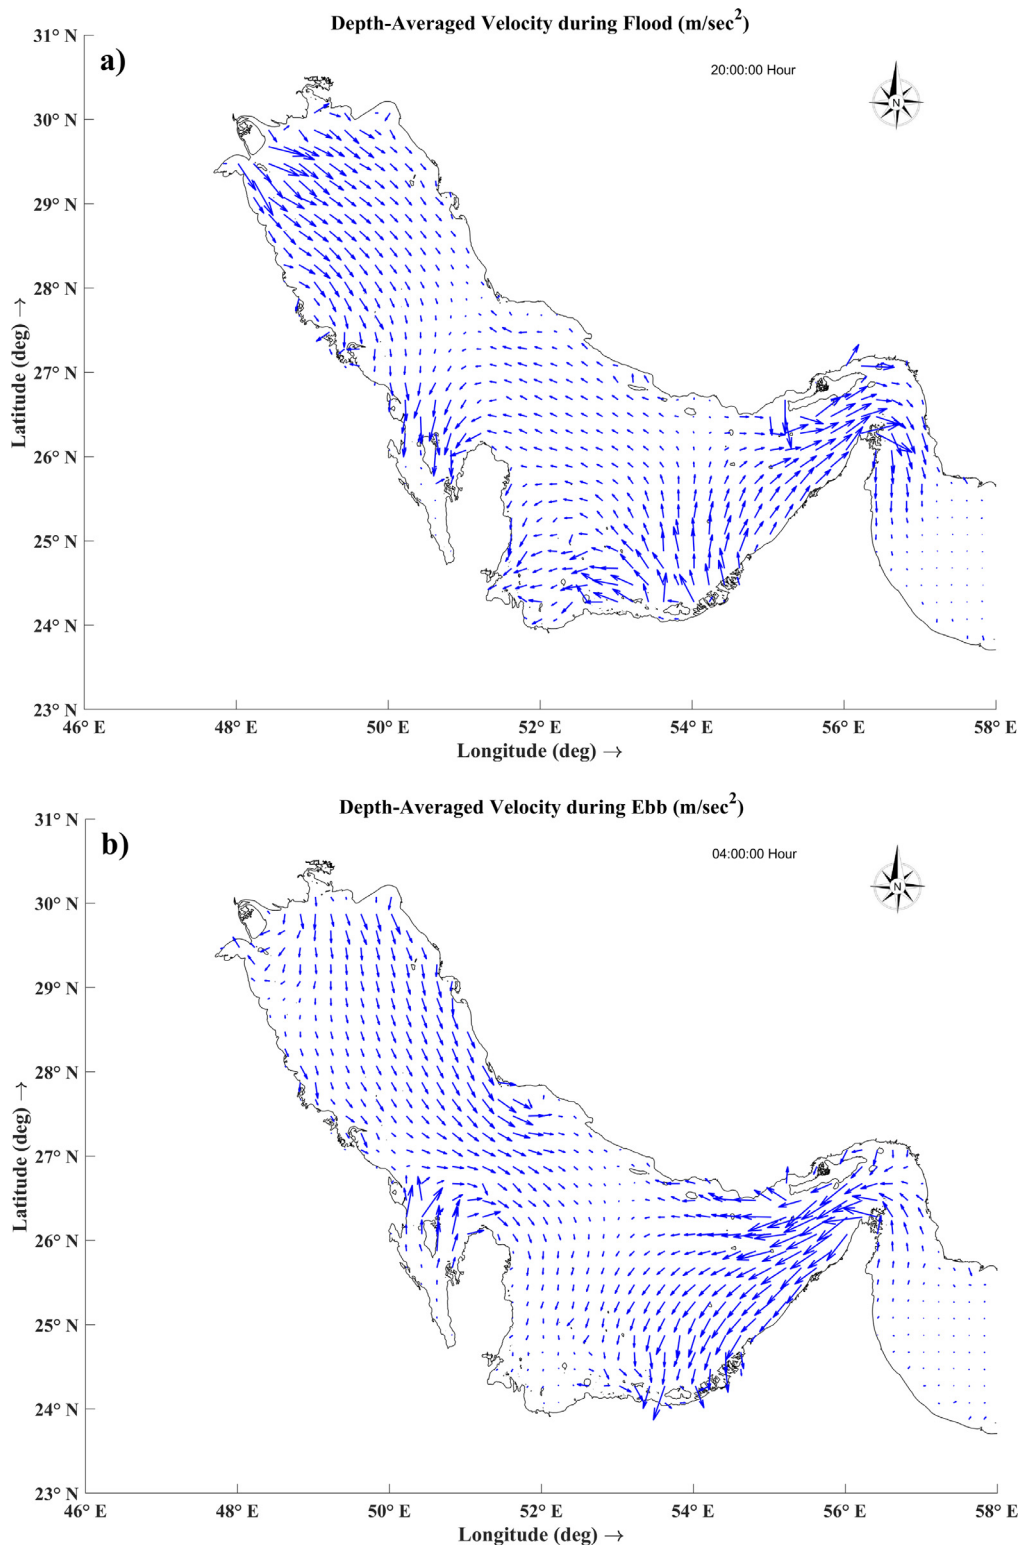 Depth-Averaged Velocity during Flood (m/sec²)
31° N
a)
20:00:00 Hour
N
30° N
29° N
28° N
27° N
26° N
25° N
24° N
23° N
Latitude (deg) →
46° E 48° E 50° E 52° E 54° E 56° E 58° E
Longitude (deg) →
Depth-Averaged Velocity during Ebb (m/sec²)
31° N
b)
04:00:00 Hour
N
30° N
29° N
28° N
27° N
26° N
25° N
24° N
23° N
Latitude (deg) →
46° E 48° E 50° E 52° E 54° E 56° E 58° E
Longitude (deg) →